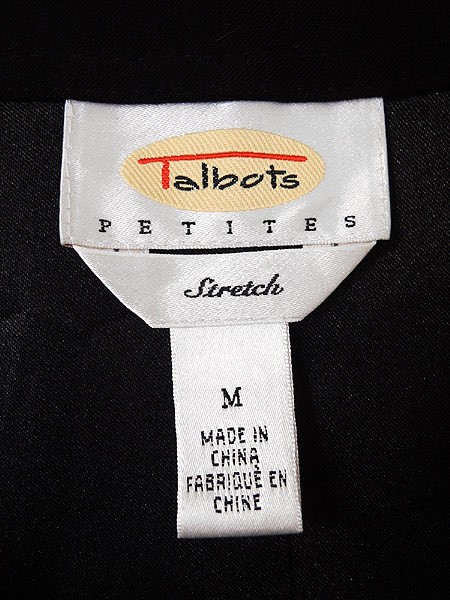 Talbots
PETITES
Stretch
M
MADE IN
CHINA
FABRIQUÉ EN
CHINE